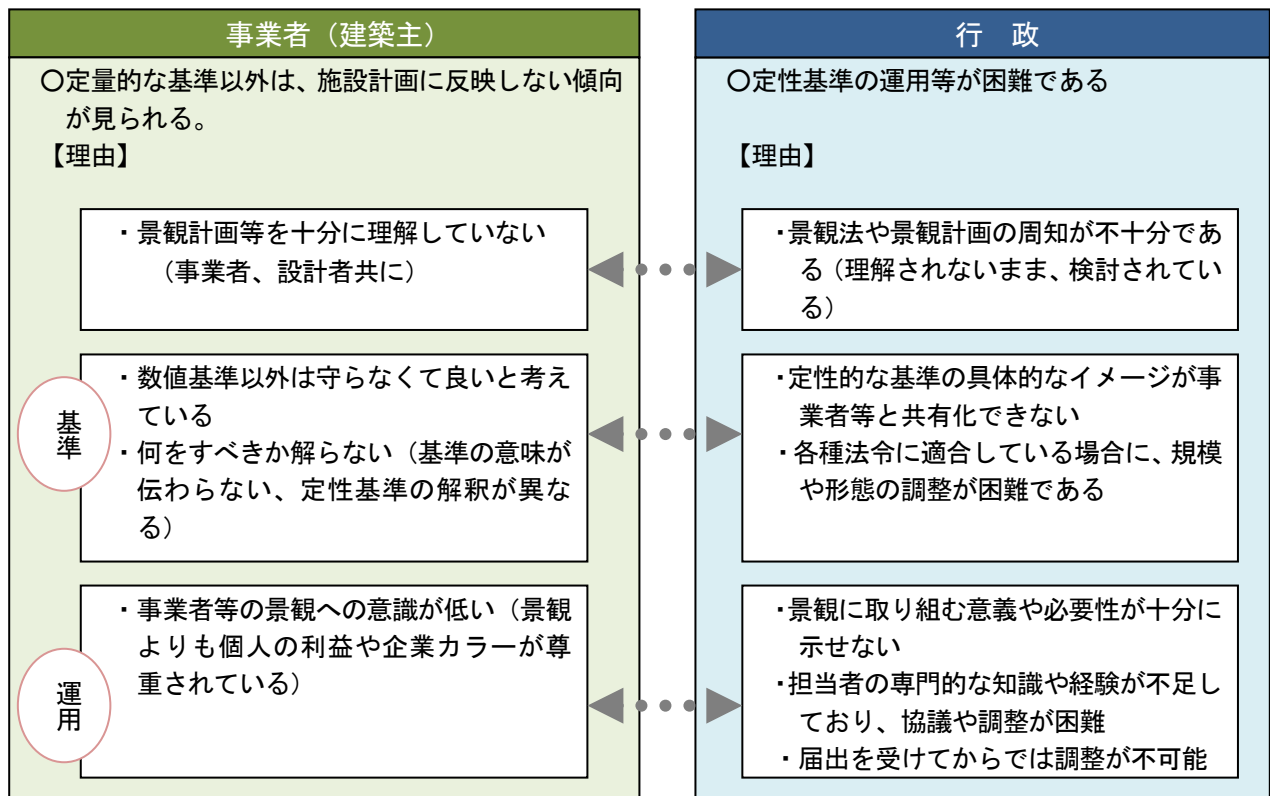 事業者（建築主）
〇定量的な基準以外は、施設計画に反映しない傾向
が見られる。
【理由】
・景観計画等を十分に理解していない
（事業者、設計者共に）
基準
・数値基準以外は守らなくて良いと考え
ている
・何をすべきか解らない（基準の意味が
伝わらない、定性基準の解釈が異な
る）
運用
・事業者等の景観への意識が低い（景観
よりも個人の利益や企業カラーが尊
重されている）
行　政
〇定性基準の運用等が困難である
【理由】
・景観法や景観計画の周知が不十分であ
る（理解されないまま、検討されてい
る）
・定性的な基準の具体的なイメージが事
業者等と共有化できない
・各種法令に適合している場合に、規模
や形態の調整が困難である
・景観に取り組む意義や必要性が十分に
示せない
・担当者の専門的な知識や経験が不足し
ており、協議や調整が困難
・届出を受けてからでは調整が不可能